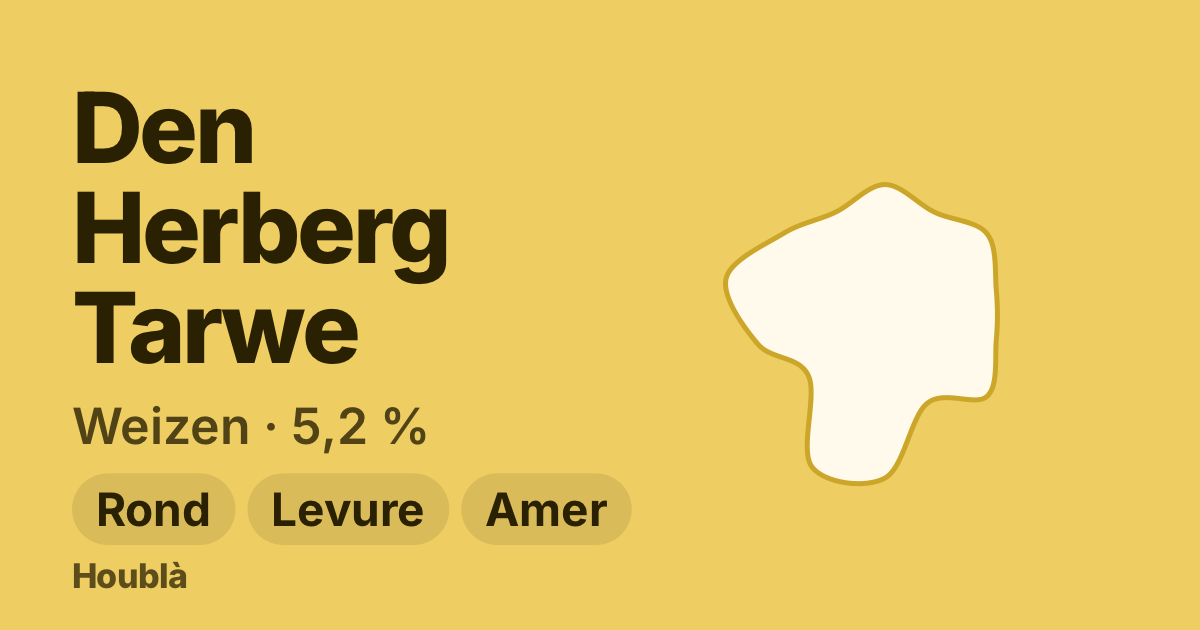 Den
Herberg
Tarwe
Weizen · 5,2 %
Rond Levure Amer
Houblà